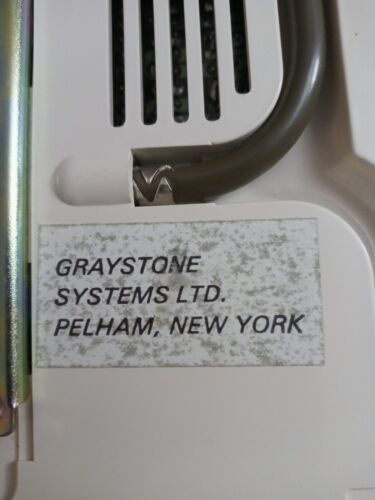 GRAYSTONE
SYSTEMS LTD.
PELHAM, NEW YORK